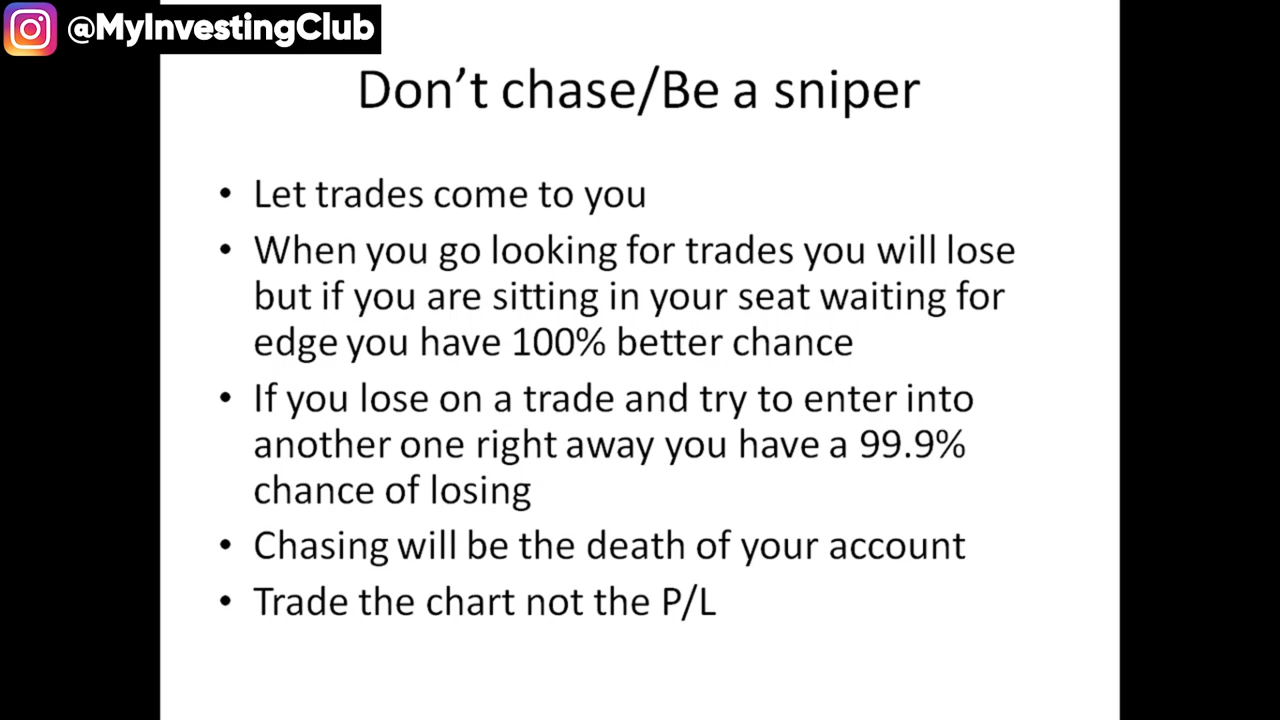 @MyInvestingClub
Don't chase/Be a sniper
• Let trades come to you
• When you go looking for trades you will lose
but if you are sitting in your seat waiting for
edge you have 100% better chance
• If you lose on a trade and try to enter into
another one right away you have a 99.9%
chance of losing
• Chasing will be the death of your account
• Trade the chart not the P/L